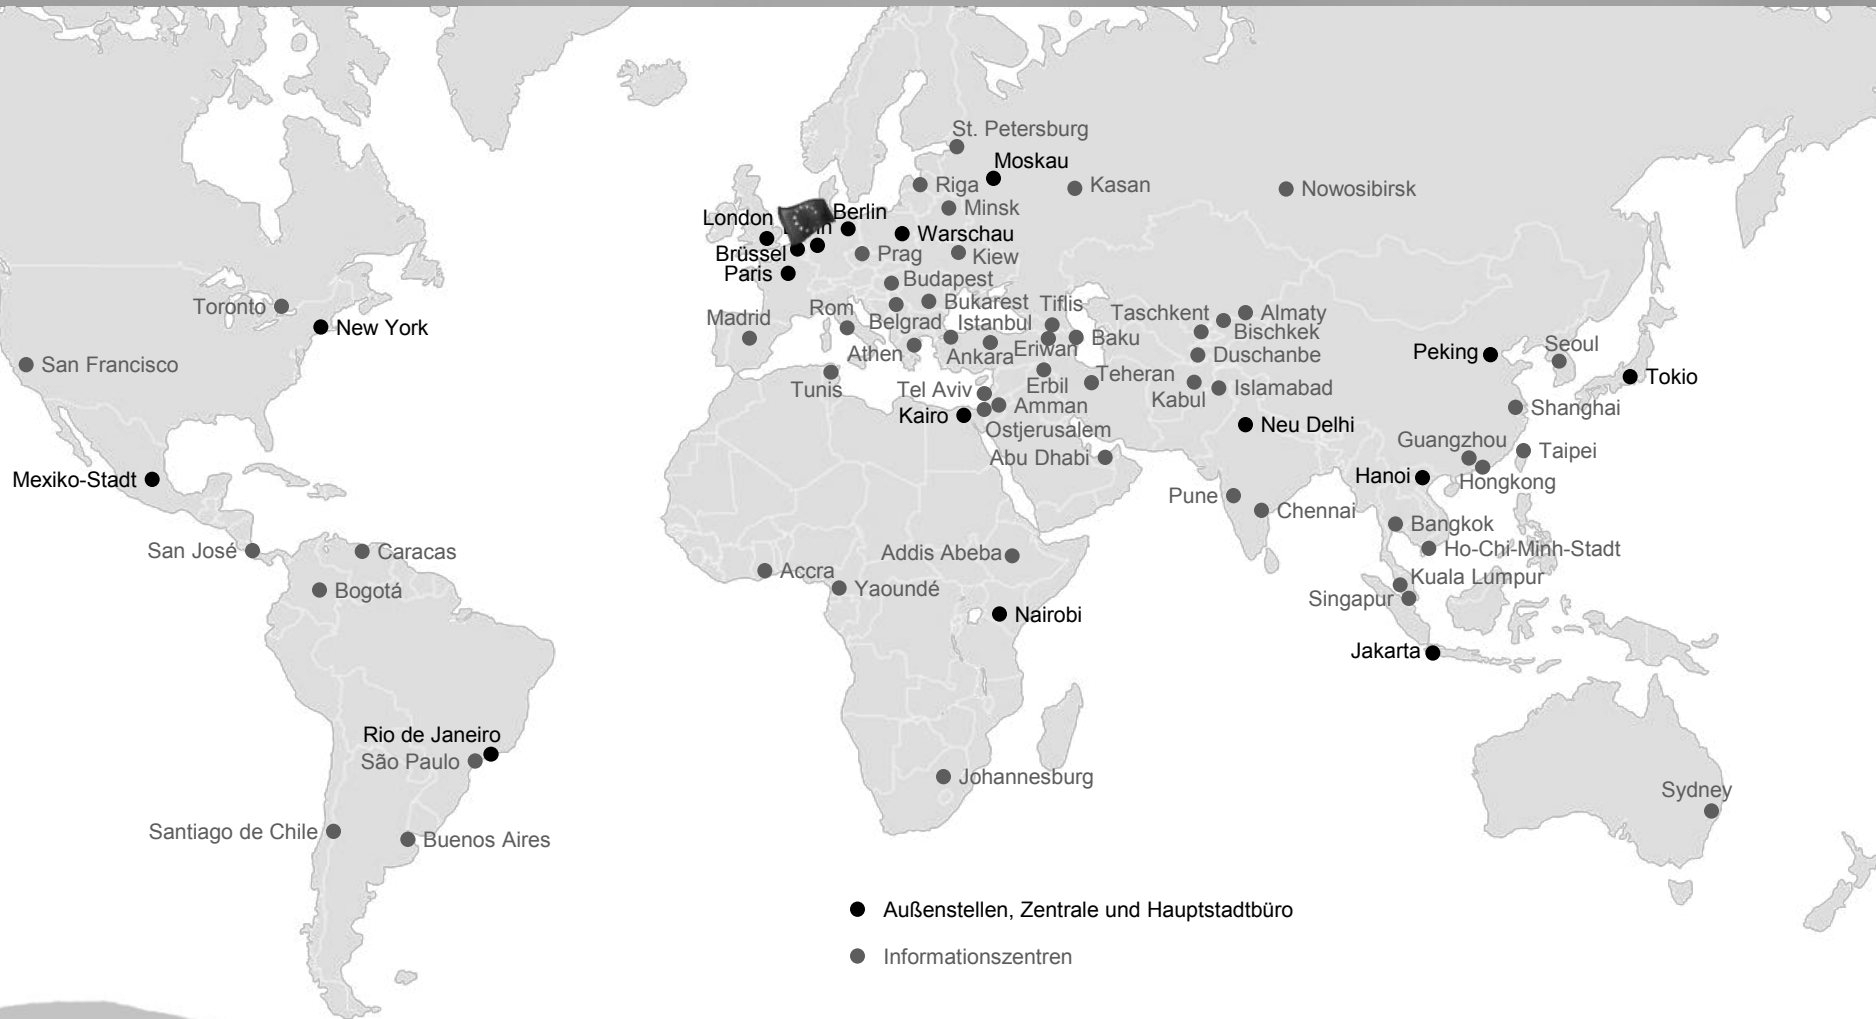 St. Petersburg
Moskau
Riga
Kasan
Nowosibirsk
Minsk
London
Berlin
Warschau
Brüssel
Prag
Kiew
Paris
Budapest
Toronto
New York
Madrid
Rom
Bukarest
Tiflis
Belgrad
Istanbul
Taschkent
Almaty
Bischkek
Athen
Ankara
Eriwan
Baku
Duschanbe
Peking
Seoul
San Francisco
Tunis
Tel Aviv
Erbil
Teheran
Kabul
Islamabad
Tokio
Kairo
Amman
Shanghai
Ostjerusalem
Neu Delhi
Guangzhou
Taipei
Abu Dhabi
Mexiko-Stadt
Hanoi
Hongkong
Pune
Chennai
Bangkok
San José
Caracas
Addis Abeba
Ho-Chi-Minh-Stadt
Bogotá
Accra
Yaoundé
Kuala Lumpur
Singapur
Nairobi
Jakarta
Rio de Janeiro
São Paulo
Johannesburg
Sydney
Santiago de Chile
Buenos Aires
Außenstellen, Zentrale und Hauptstadtbüro
Informationszentren